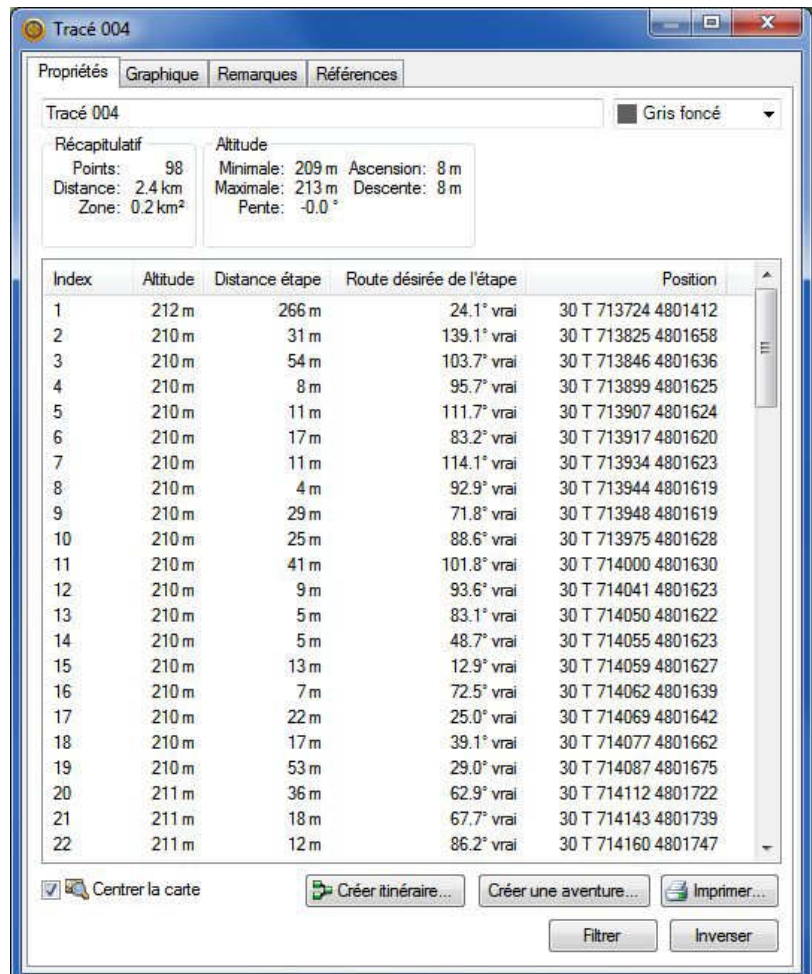 Tracé 004
Propriétés Graphique Remarques Références
Tracé 004 Gris foncé
Récapitulatif Altitude
Points: 98 Minimale: 209 m Ascension: 8 m
Distance: 2.4 km Maximale: 213 m Descente: 8 m
Zone: 0.2 km² Pente: -0.0 °
Index Altitude Distance étape Route désirée de l'étape Position
1 212 m 266 m 24.1° vrai 30 T 713724 4801412
2 210 m 31 m 139.1° vrai 30 T 713825 4801658
3 210 m 54 m 103.7° vrai 30 T 713846 4801636
4 210 m 8 m 95.7° vrai 30 T 713899 4801625
5 210 m 11 m 111.7° vrai 30 T 713907 4801624
6 210 m 17 m 83.2° vrai 30 T 713917 4801620
7 210 m 11 m 114.1° vrai 30 T 713934 4801623
8 210 m 4 m 92.9° vrai 30 T 713944 4801619
9 210 m 29 m 71.8° vrai 30 T 713948 4801619
10 210 m 25 m 88.6° vrai 30 T 713975 4801628
11 210 m 41 m 101.8° vrai 30 T 714000 4801630
12 210 m 9 m 93.6° vrai 30 T 714041 4801623
13 210 m 5 m 83.1° vrai 30 T 714050 4801622
14 210 m 5 m 48.7° vrai 30 T 714055 4801623
15 210 m 13 m 12.9° vrai 30 T 714059 4801627
16 210 m 7 m 72.5° vrai 30 T 714062 4801639
17 210 m 22 m 25.0° vrai 30 T 714069 4801642
18 210 m 17 m 39.1° vrai 30 T 714077 4801662
19 210 m 53 m 29.0° vrai 30 T 714087 4801675
20 211 m 36 m 62.9° vrai 30 T 714112 4801722
21 211 m 18 m 67.7° vrai 30 T 714143 4801739
22 211 m 12 m 86.2° vrai 30 T 714160 4801747
Centrer la carte Créer itinéraire... Créer une aventure... Imprimer...
Filtrer Inverser